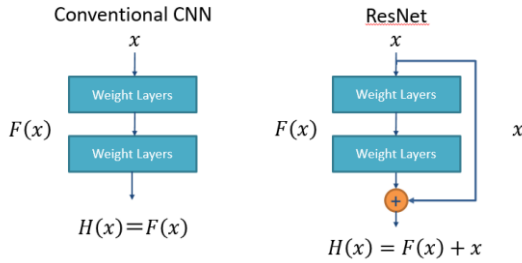 Conventional CNN
x
Weight Layers
F(x)
Weight Layers
H(x)=F(x)
ResNet
x
Weight Layers
F(x)
x
Weight Layers
+
H(x) = F(x) + x